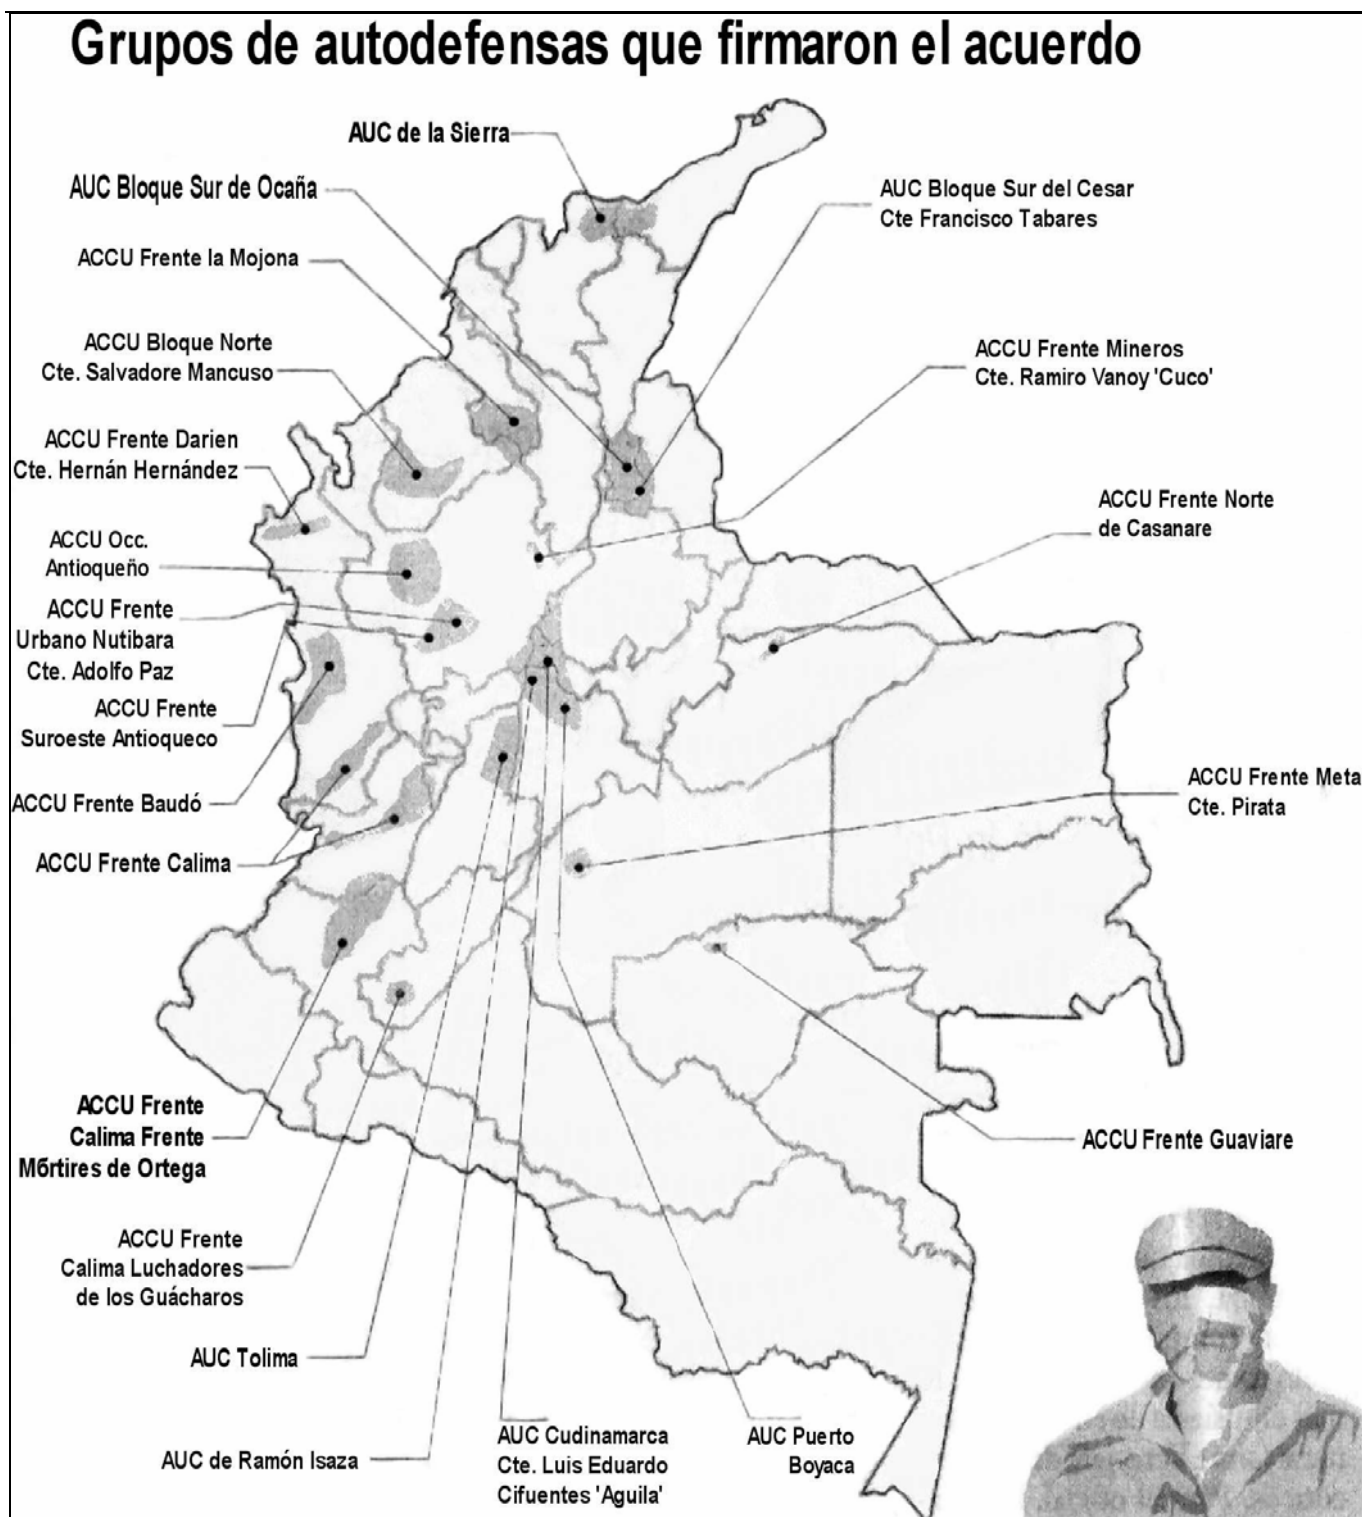 Grupos de autodefensas que firmaron el acuerdo
AUC de la Sierra
AUC Bloque Sur de Ocaña
AUC Bloque Sur del Cesar
Cte Francisco Tabares
ACCU Frente la Mojona
ACCU Bloque Norte
Cte. Salvadore Mancuso
ACCU Frente Mineros
Cte. Ramiro Vanoy 'Cuco'
ACCU Frente Darien
Cte. Hernán Hernández
ACCU Frente Norte
de Casanare
ACCU Occ.
Antioqueño
ACCU Frente
Urbano Nutibara
Cte. Adolfo Paz
ACCU Frente
Suroeste Antioqueco
ACCU Frente Baudó
ACCU Frente Meta
Cte. Pirata
ACCU Frente Calima
ACCU Frente
Calima Frente
Mбrtires de Ortega
ACCU Frente Guaviare
ACCU Frente
Calima Luchadores
de los Guácharos
AUC Tolima
AUC de Ramón Isaza
AUC Cudinamarca
Cte. Luis Eduardo
Cifuentes 'Aguila'
AUC Puerto
Boyaca